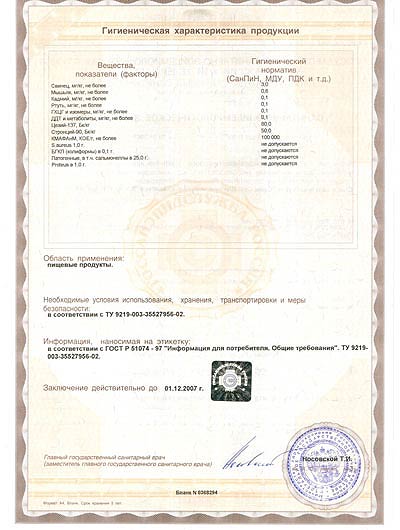 Гигиеническая характеристика продукции
Вещества,
показатели (факторы)
Гигиенический
норматив
(СанПиН, МДУ, ПДК и т.д.)
Свинец, мг/кг, не более 3,0
Мышьяк, мг/кг, не более 0,6
Кадмий, мг/кг, не более 0,1
Ртуть, мг/кг, не более 0,1
ГХЦГ и изомеры, мг/кг, не более 0,1
ДДТ и метаболиты, мг/кг, не более 0,1
Цезий-137, Бк/кг 80,0
Стронций-90, Бк/кг 50,0
КМАФАнМ, КОЕ/г, не более 100 000
S.aureus 1,0 г не допускаются
БГКП (колиформы) в 0,1 г не допускаются
Патогенные, в т.ч. сальмонеллы в 25,0 г. не допускаются
Proteus в 1,0 г. не допускаются
Область применения:
пищевые продукты.
Необходимые условия использования, хранения, транспортировки и меры
безопасности:
в соответствии с ТУ 9219-003-35527956-02.
Информация, наносимая на этикетку:
в соответствии с ГОСТ Р 51074 - 97 "Информация для потребителя. Общие требования". ТУ 9219-
003-35527956-02.
Заключение действительно до 01.12.2007 г.
Главный государственный санитарный врач
(заместитель главного государственного санитарного врача)
Носовской Т.И.
Формат А4. Бланк. Срок хранения 5 лет.
Бланк N 0368294